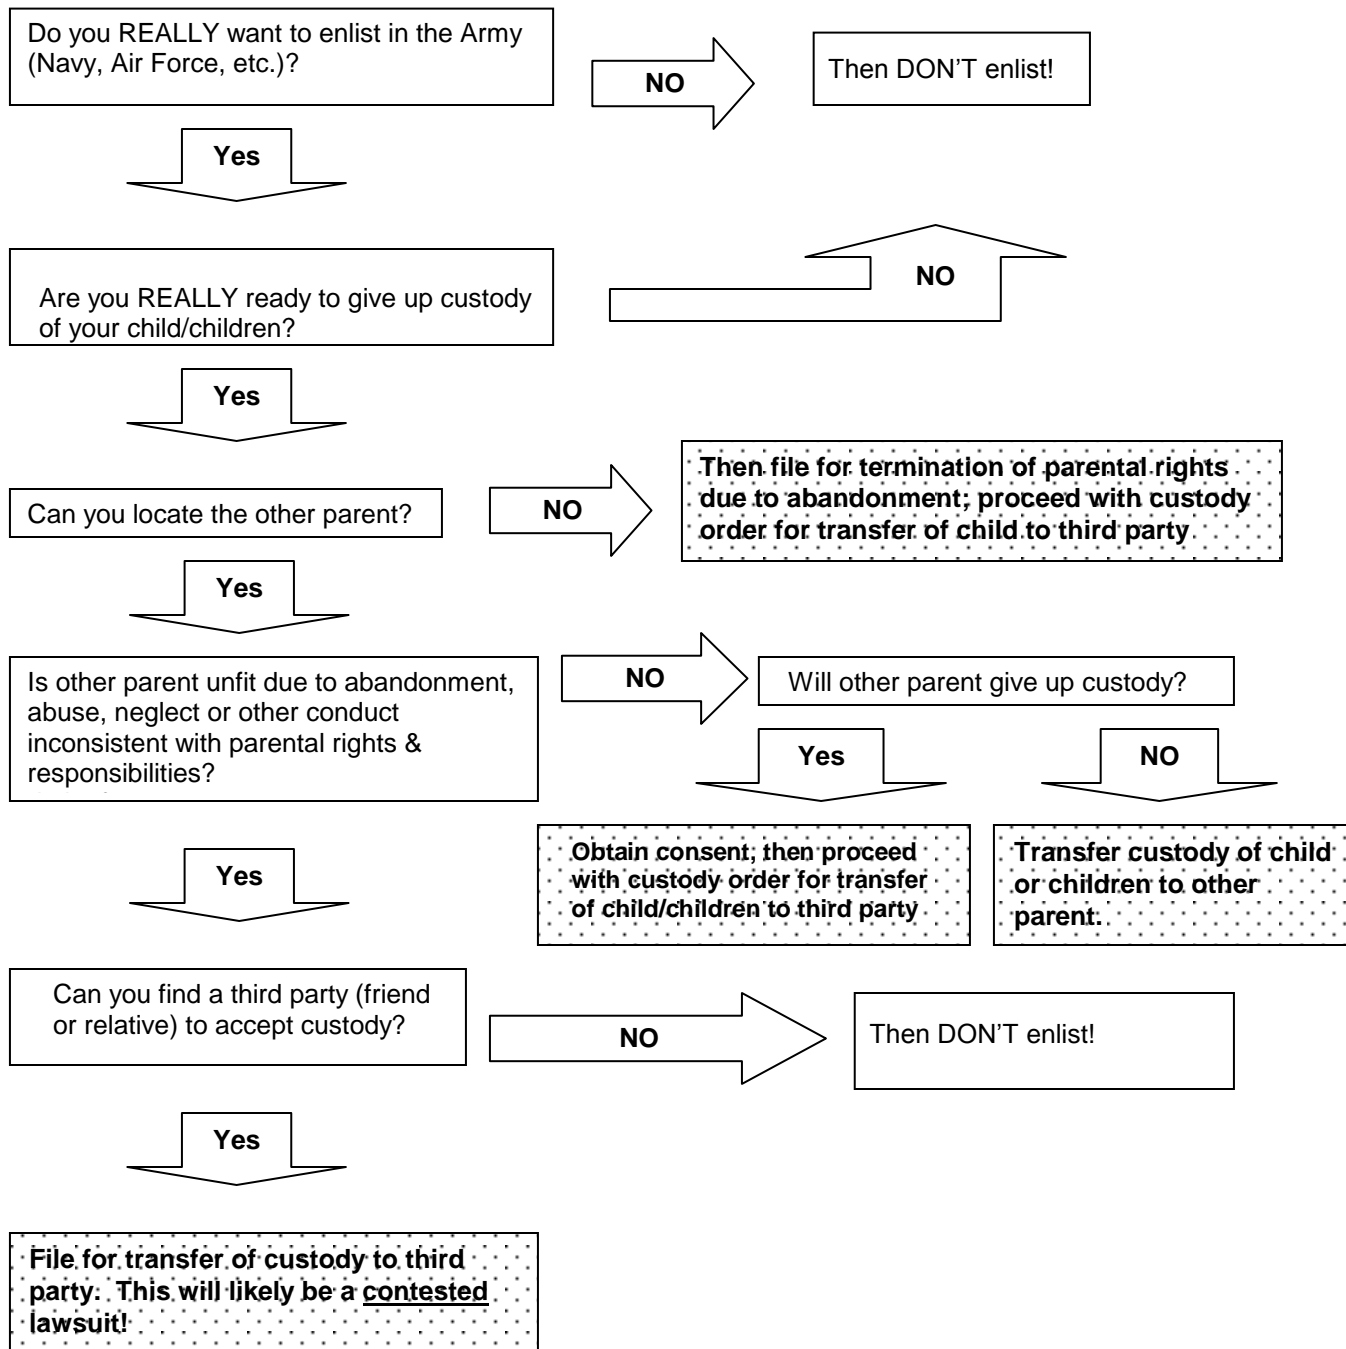 Do you REALLY want to enlist in the Army
(Navy, Air Force, etc.)?
NO
Then DON'T enlist!
Yes
Are you REALLY ready to give up custody
of your child/children?
NO
Yes
Can you locate the other parent?
NO
Then file for termination of parental rights
due to abandonment; proceed with custody
order for transfer of child to third party
Yes
Is other parent unfit due to abandonment,
abuse, neglect or other conduct
inconsistent with parental rights &
responsibilities?
NO
Will other parent give up custody?
Yes
NO
Obtain consent, then proceed
with custody order for transfer
of child/children to third party
Transfer custody of child
or children to other
parent.
Yes
Can you find a third party (friend
or relative) to accept custody?
NO
Then DON'T enlist!
Yes
File for transfer of custody to third
party. This will likely be a contested
lawsuit!